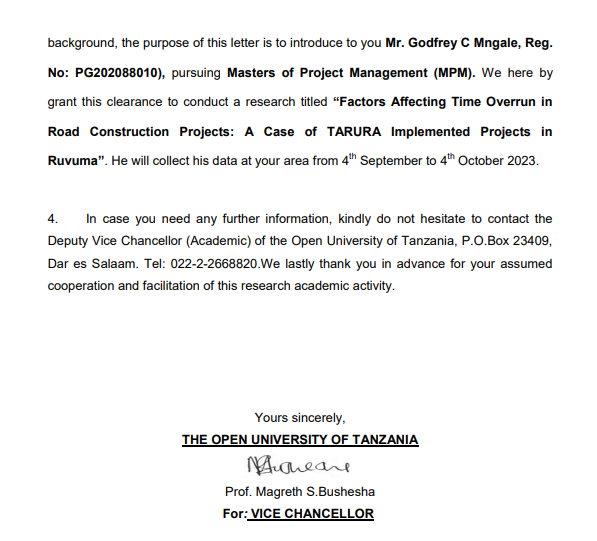 background, the purpose of this letter is to introduce to you Mr. Godfrey C Mngale, Reg.
No: PG202088010), pursuing Masters of Project Management (MPM). We here by
grant this clearance to conduct a research titled “Factors Affecting Time Overrun in
Road Construction Projects: A Case of TARURA Implemented Projects in
Ruvuma”. He will collect his data at your area from 4th September to 4th October 2023.
4. In case you need any further information, kindly do not hesitate to contact the
Deputy Vice Chancellor (Academic) of the Open University of Tanzania, P.O.Box 23409,
Dar es Salaam. Tel: 022-2-2668820.We lastly thank you in advance for your assumed
cooperation and facilitation of this research academic activity.
Yours sincerely,
THE OPEN UNIVERSITY OF TANZANIA
Prof. Magreth S.Bushesha
For: VICE CHANCELLOR